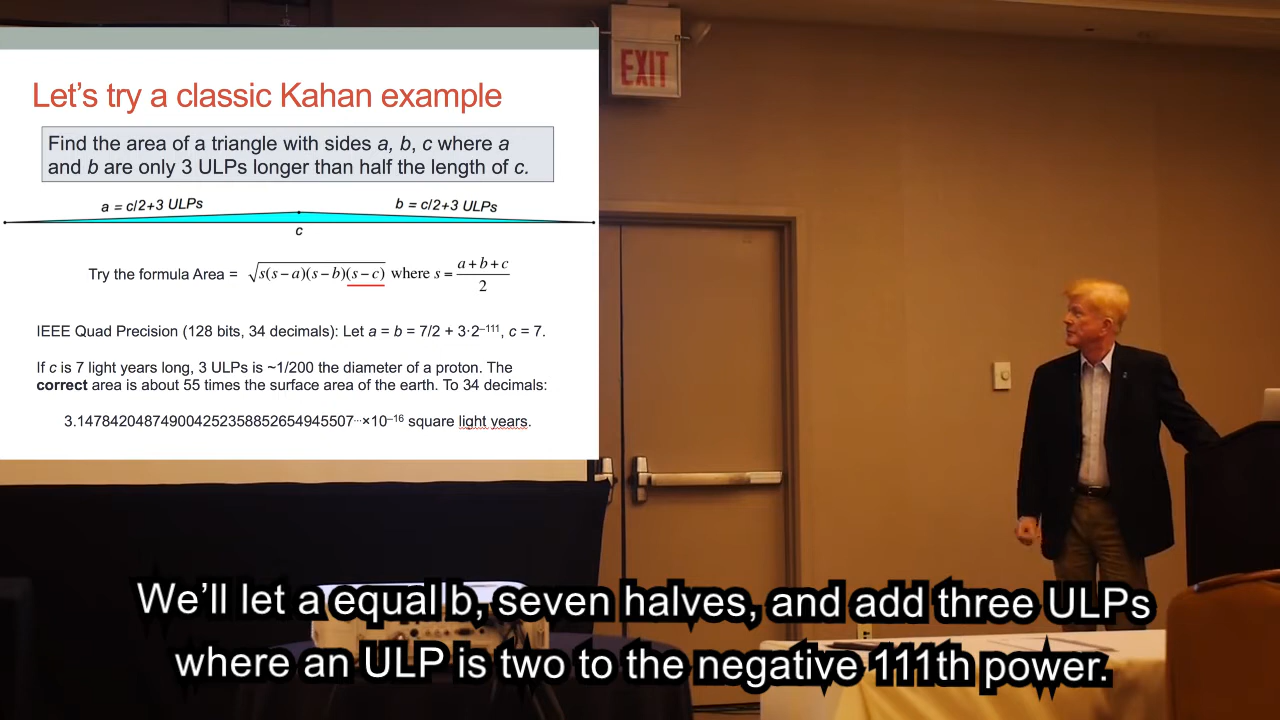 Let's try a classic Kahan example
Find the area of a triangle with sides a, b, c where a
and b are only 3 ULPs longer than half the length of c.
a = c/2+3 ULPs
b = c/2+3 ULPs
c
Try the formula Area = √s(s−a)(s−b)(s−c) where s = a+b+c / 2
IEEE Quad Precision (128 bits, 34 decimals): Let a = b = 7/2 + 3·2⁻¹¹¹, c = 7.
If c is 7 light years long, 3 ULPs is ~1/200 the diameter of a proton. The
correct area is about 55 times the surface area of the earth. To 34 decimals:
3.147842048749004252358852654945507⋯×10⁻¹⁶ square light years.
EXIT
We'll let a equal b, seven halves, and add three ULPs
where an ULP is two to the negative 111th power.